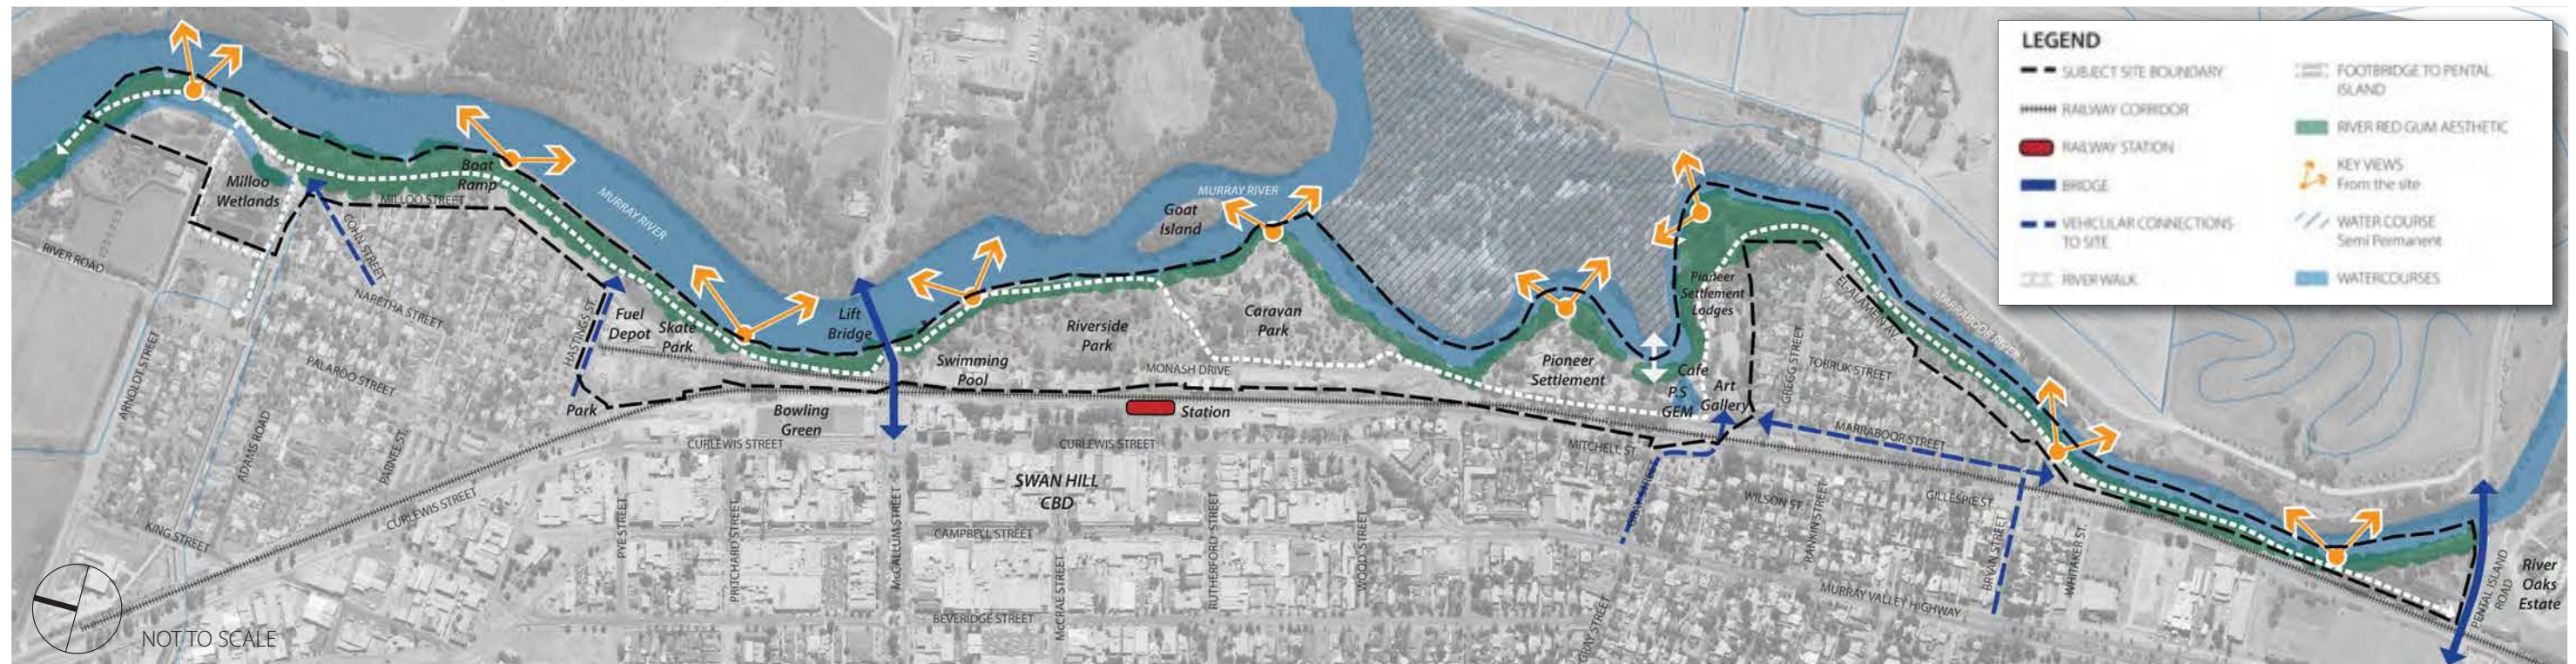 LEGEND
SUBJECT SITE BOUNDARY
RAILWAY CORRIDOR
RAILWAY STATION
BRIDGE
VEHICULAR CONNECTIONS
TO SITE
RIVER WALK
FOOTBRIDGE TO PENTAL
ISLAND
RIVER RED GUM AESTHETIC
KEY VIEWS
From the site
WATER COURSE
Semi Permanent
WATERCOURSES
Milloo
Wetlands
Boat
Ramp
MILLOO STREET
MURRAY RIVER
RIVER ROAD
COHN STREET
NARETHA STREET
PALAROO STREET
ARNOLDT STREET
ADAMS ROAD
PARNEE ST.
KING STREET
CURLEWIS STREET
HASTINGS ST.
Fuel
Depot
Skate
Park
Park
Lift
Bridge
Bowling
Green
CURLEWIS STREET
PYE STREET
PRITCHARD STREET
McCALLUM STREET
Swimming
Pool
Riverside
Park
MONASH DRIVE
Station
Goat
Island
MURRAY RIVER
Caravan
Park
CURLEWIS STREET
SWAN HILL
CBD
CAMPBELL STREET
BEVERIDGE STREET
McCRAE STREET
RUTHERFORD STREET
WOOD STREET
Pioneer
Settlement
Pioneer
Settlement
Lodges
Cafe
P.S
GEM
Art
Gallery
MITCHELL ST.
GRAY STREET
GRAY STREET
GREGG STREET
TOBRUK STREET
EL ALAMEIN AV.
MARRABOOR RIVER
MARRABOOR STREET
WILSON ST.
RANKIN STREET
GILLESPIE ST.
BRYAN STREET
WHITAKER ST.
MURRAY VALLEY HIGHWAY
PENTAL ISLAND
ROAD
River
Oaks
Estate
NOT TO SCALE